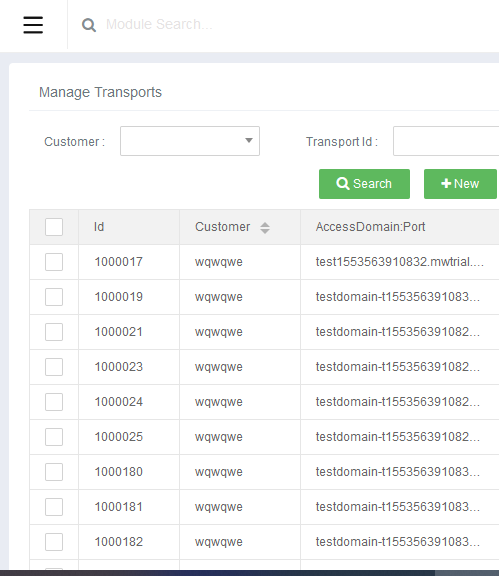 Module Search...
Manage Transports
Customer : Transport Id :
Search New
Id Customer AccessDomain:Port
1000017 wqwqwe test1553563910832.mwtrial....
1000019 wqwqwe testdomain-t155356391083...
1000021 wqwqwe testdomain-t155356391082...
1000023 wqwqwe testdomain-t155356391082...
1000024 wqwqwe testdomain-t155356391082...
1000025 wqwqwe testdomain-t155356391082...
1000180 wqwqwe testdomain-t155356391083...
1000181 wqwqwe testdomain-t155356391083...
1000182 wqwqwe testdomain-t155356391083...